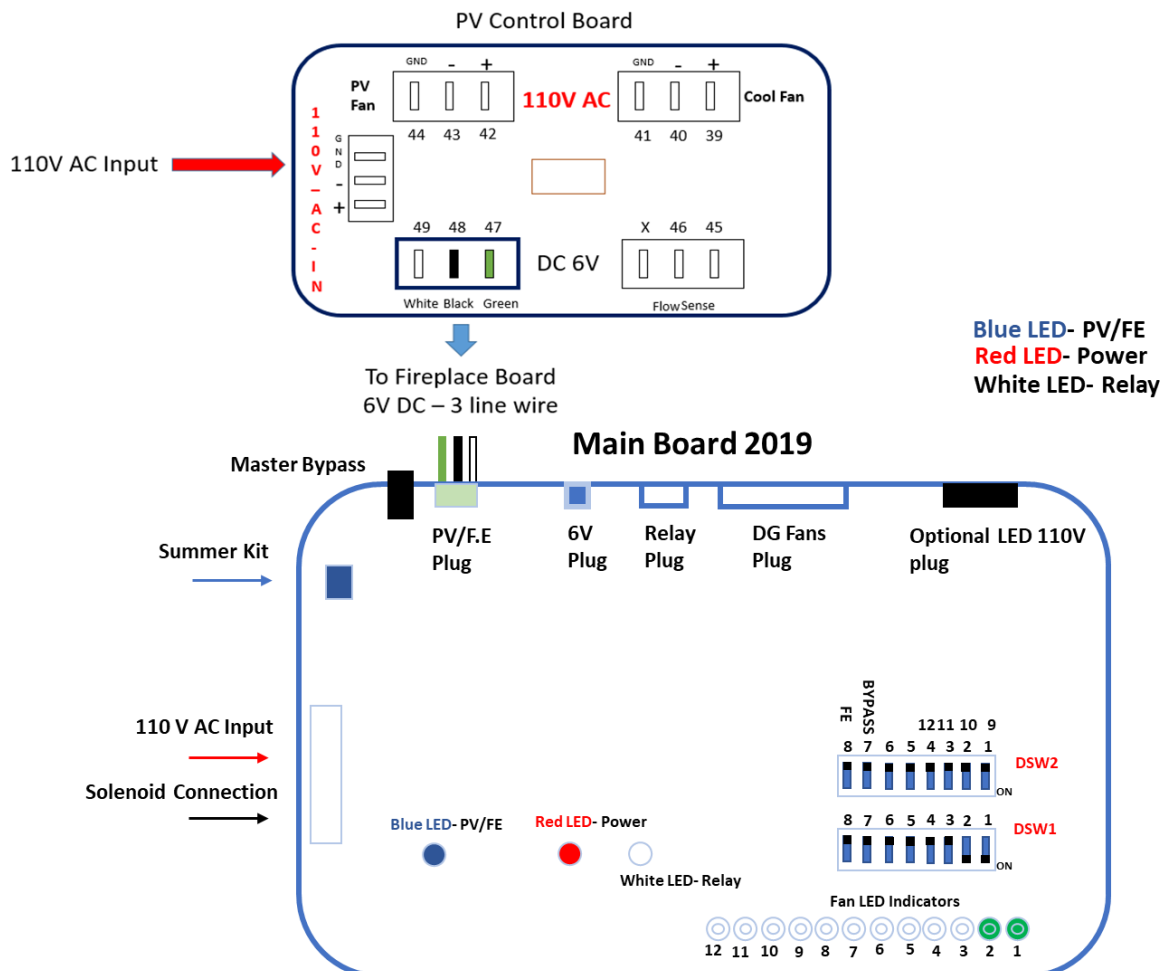 PV Control Board
GND - +
PV
Fan
110V AC
GND - +
Cool Fan
44 43 42
41 40 39
110V-AC-IN
GND
-
+
110V AC Input
49 48 47
DC 6V
X 46 45
White Black Green
Flow Sense
To Fireplace Board
6V DC – 3 line wire
Blue LED- PV/FE
Red LED- Power
White LED- Relay
Main Board 2019
Master Bypass
PV/F.E
Plug
6V
Plug
Relay
Plug
DG Fans
Plug
Optional LED 110V
plug
Summer Kit
110 V AC Input
Solenoid Connection
FE
BYPASS
12 11 10 9
8 7 6 5 4 3 2 1
DSW2
ON
8 7 6 5 4 3 2 1
DSW1
ON
Blue LED- PV/FE
Red LED- Power
White LED- Relay
Fan LED Indicators
12 11 10 9 8 7 6 5 4 3 2 1